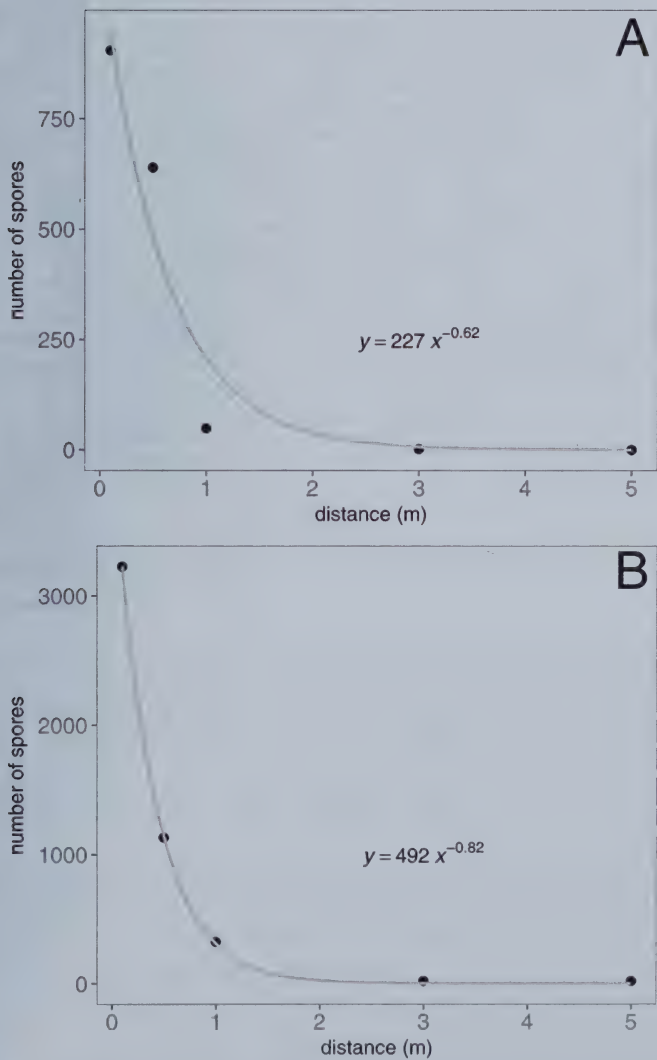 A
750
500
250
0
number of spores
y = 227 x^−0.62
0 1 2 3 4 5
distance (m)
B
3000
2000
1000
0
number of spores
y = 492 x^−0.82
0 1 2 3 4 5
distance (m)